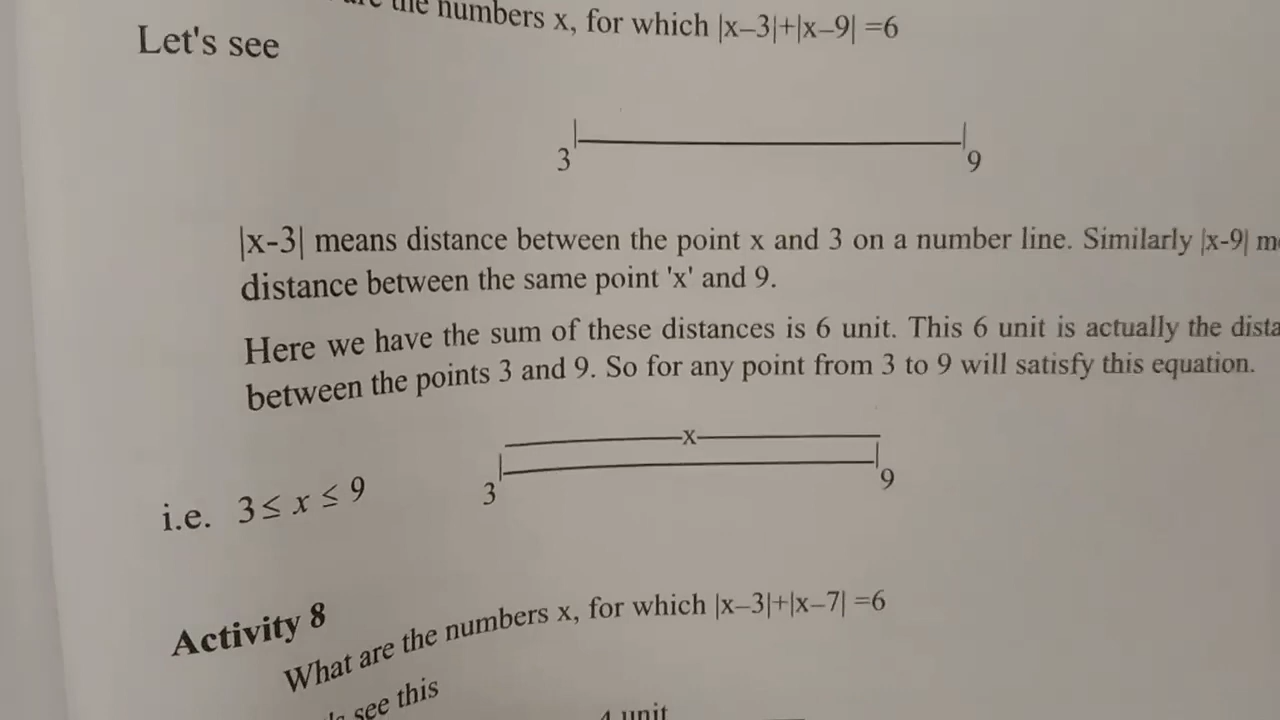 the numbers x, for which |x–3|+|x–9| =6
Let's see
3
9
|x-3| means distance between the point x and 3 on a number line. Similarly |x-9|
distance between the same point 'x' and 9.
Here we have the sum of these distances is 6 unit. This 6 unit is actually the
between the points 3 and 9. So for any point from 3 to 9 will satisfy this equation.
x
3
9
i.e. 3≤ x ≤ 9
Activity 8
What are the numbers x, for which |x–3|+|x–7| =6
see this
4 unit